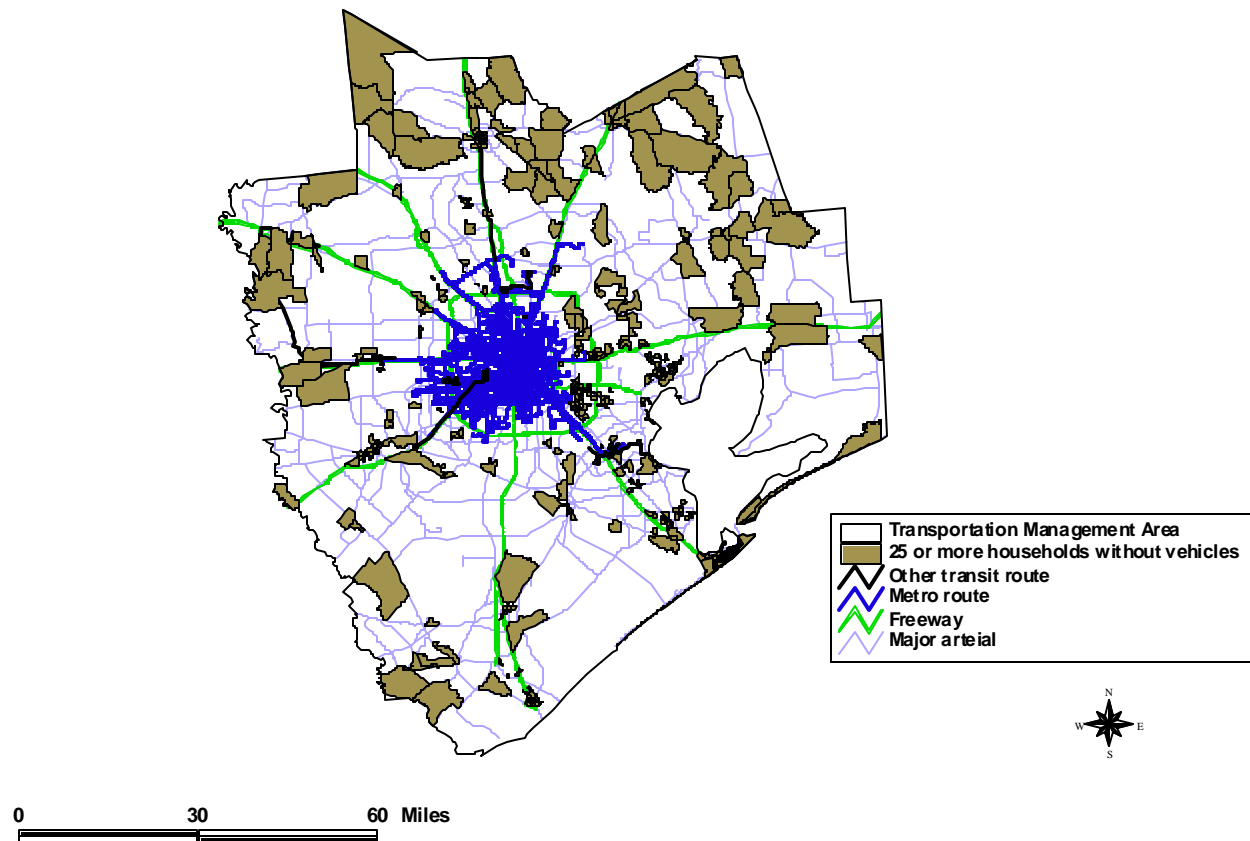 Transportation Management Area
25 or more households without vehicles
Other transit route
Metro route
Freeway
Major arteial
N
W E
S
0 30 60 Miles